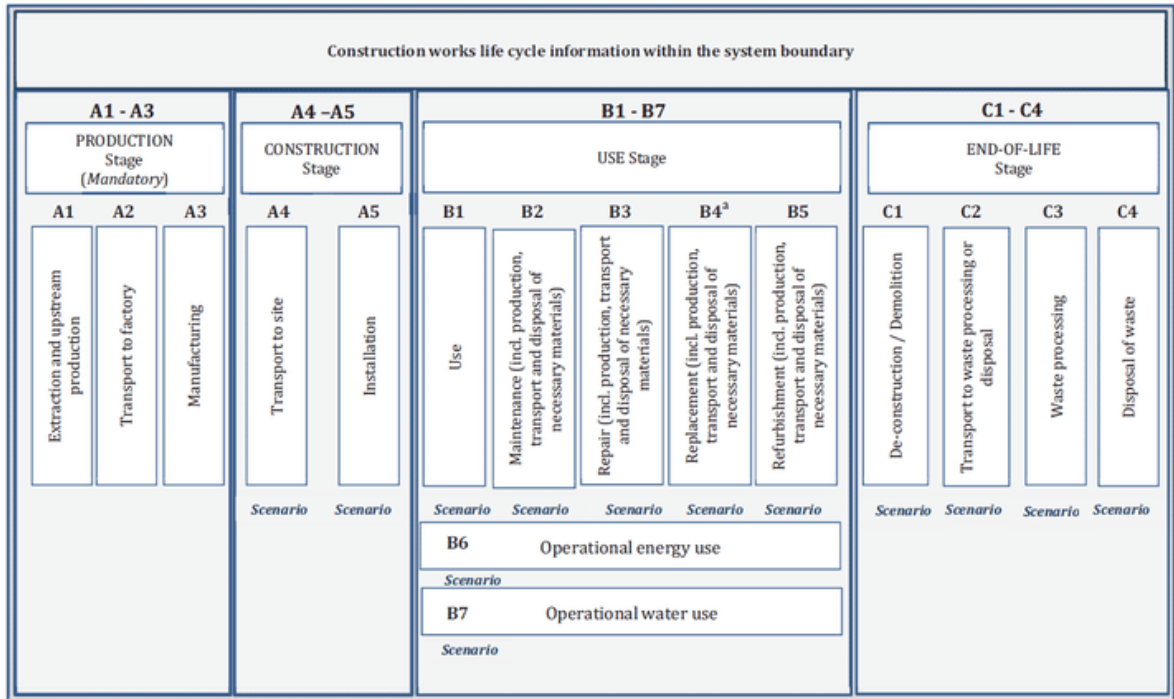 Construction works life cycle information within the system boundary
A1 - A3
PRODUCTION
Stage
(Mandatory)
A1
A2
A3
Extraction and upstream
production
Transport to factory
Manufacturing
A4 –A5
CONSTRUCTION
Stage
A4
A5
Transport to site
Installation
Scenario
Scenario
B1 - B7
USE Stage
B1
B2
B3
B4ª
B5
Use
Maintenance (incl. production,
transport and disposal of
necessary materials)
Repair (incl. production, transport
and disposal of necessary
materials)
Replacement (incl. production,
transport and disposal of
necessary materials)
Refurbishment (incl. production,
transport and disposal of
necessary materials)
Scenario
Scenario
Scenario
Scenario
Scenario
B6 Operational energy use
Scenario
B7 Operational water use
Scenario
C1 - C4
END-OF-LIFE
Stage
C1
C2
C3
C4
De-construction / Demolition
Transport to waste processing or
disposal
Waste processing
Disposal of waste
Scenario
Scenario
Scenario
Scenario